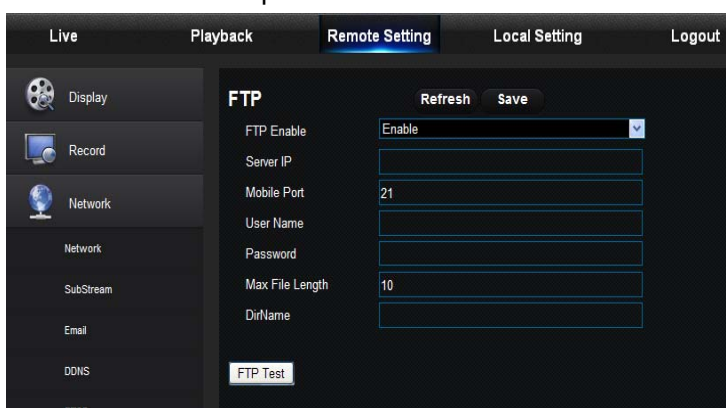 Live Playback Remote Setting Local Setting Logout
Display
Record
Network
Network
SubStream
Email
DDNS
FTP Refresh Save
FTP Enable Enable
Server IP
Mobile Port 21
User Name
Password
Max File Length 10
DirName
FTP Test